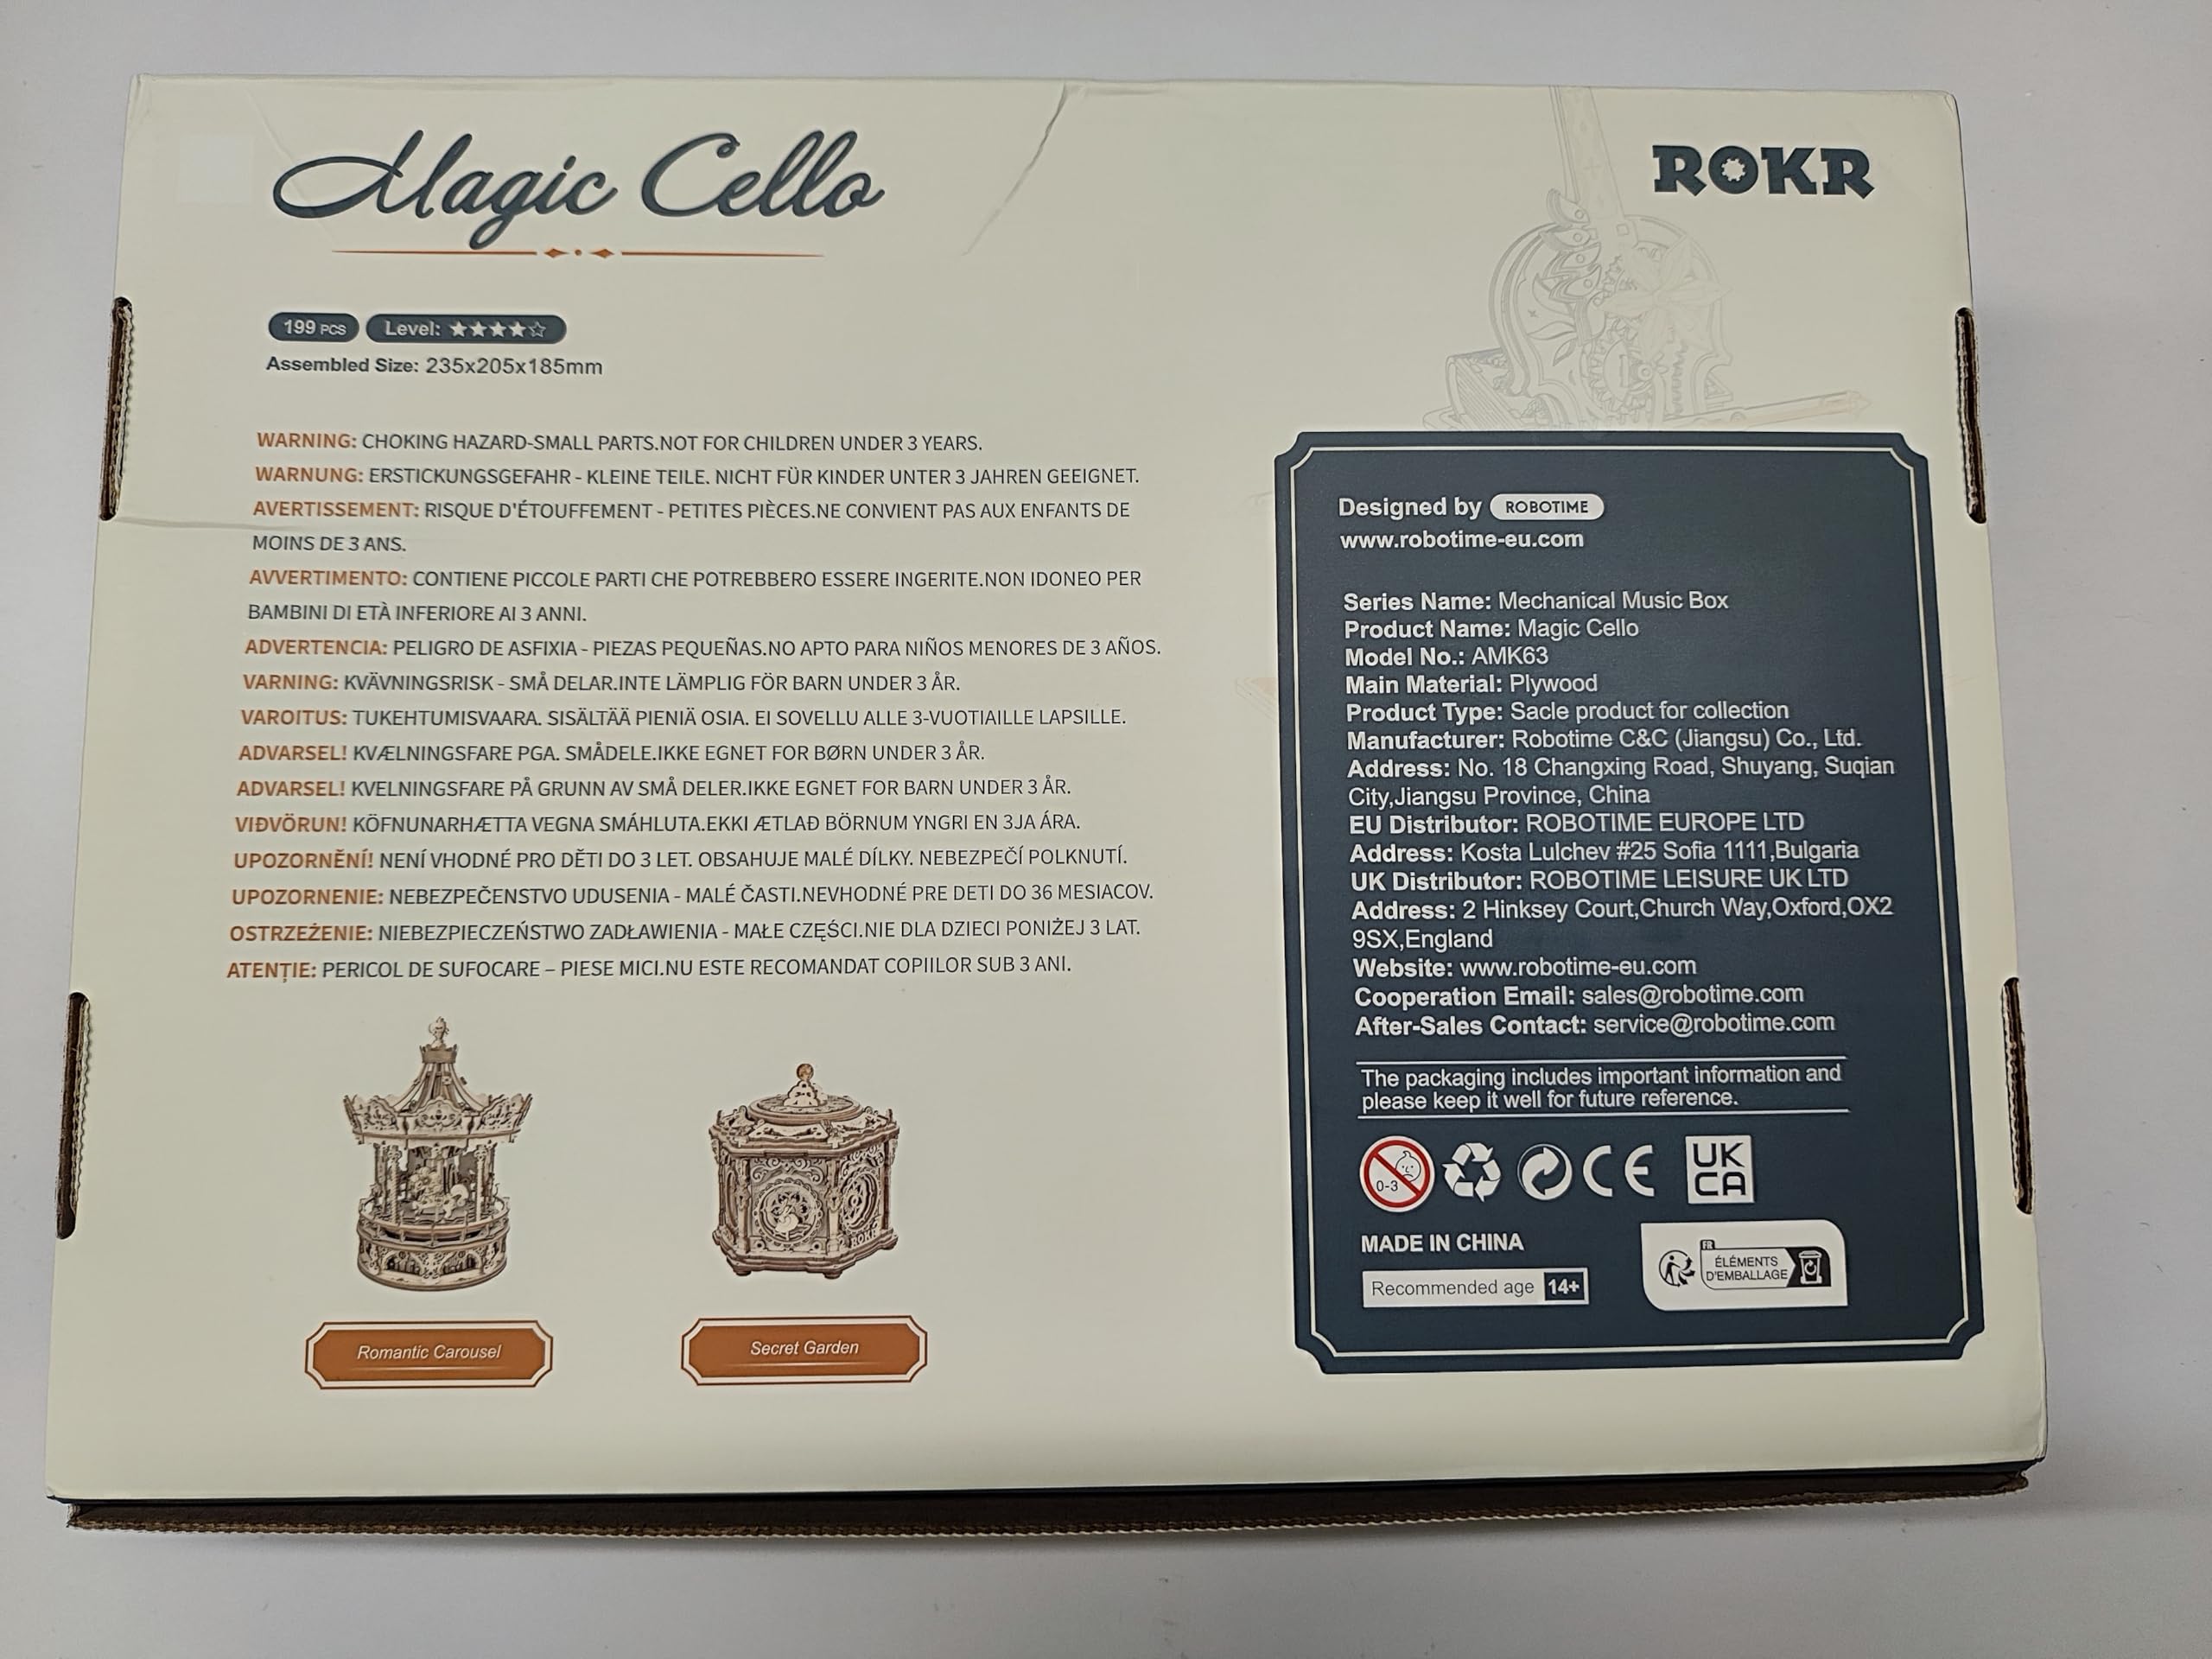 Magic Cello
ROKR
199 PCS Level:
Assembled Size: 235x205x185mm
WARNING: CHOKING HAZARD-SMALL PARTS.NOT FOR CHILDREN UNDER 3 YEARS.
WARNUNG: ERSTICKUNGSGEFAHR - KLEINE TEILE. NICHT FÜR KINDER UNTER 3 JAHREN GEEIGNET.
AVERTISSEMENT: RISQUE D'ÉTOUFFEMENT - PETITES PIÈCES.NE CONVIENT PAS AUX ENFANTS DE
MOINS DE 3 ANS.
AVVERTIMENTO: CONTIENE PICCOLE PARTI CHE POTREBBERO ESSERE INGERITE.NON IDONEO PER
BAMBINI DI ETÀ INFERIORE AI 3 ANNI.
ADVERTENCIA: PELIGRO DE ASFIXIA - PIEZAS PEQUEÑAS.NO APTO PARA NIÑOS MENORES DE 3 AÑOS.
VARNING: KVÄVNINGSRISK - SMÅ DELAR.INTE LÄMPLIG FÖR BARN UNDER 3 ÅR.
VAROITUS: TUKEHTUMISVAARA. SISÄLTÄÄ PIENIÄ OSIA. EI SOVELLU ALLE 3-VUOTIAILLE LAPSILLE.
ADVARSEL! KVÆLNINGSFARE PGA. SMÅDELE.IKKE EGNET FOR BØRN UNDER 3 ÅR.
ADVARSEL! KVELNINGSFARE PÅ GRUNN AV SMÅ DELER.IKKE EGNET FOR BARN UNDER 3 ÅR.
VIÐVÖRUN! KÖFNUNARHÆTTA VEGNA SMÁHLUTA.EKKI ÆTLAÐ BÖRNUM YNGRI EN 3JA ÁRA.
UPOZORNĚNÍ! NENÍ VHODNÉ PRO DĚTI DO 3 LET. OBSAHUJE MALÉ DÍLKY. NEBEZPEČÍ POLKNUTÍ.
UPOZORNENIE: NEBEZPEČENSTVO UDUSENIA - MALÉ ČASTI.NEVHODNÉ PRE DETI DO 36 MESIACOV.
OSTRZEŻENIE: NIEBEZPIECZEŃSTWO ZADŁAWIENIA - MAŁE CZĘŚCI.NIE DLA DZIECI PONIŻEJ 3 LAT.
ATENȚIE: PERICOL DE SUFOCARE – PIESE MICI.NU ESTE RECOMANDAT COPIILOR SUB 3 ANI.
ROKR
Romantic Carousel
Secret Garden
Designed by ROBOTIME
www.robotime-eu.com
Series Name: Mechanical Music Box
Product Name: Magic Cello
Model No.: AMK63
Main Material: Plywood
Product Type: Sacle product for collection
Manufacturer: Robotime C&C (Jiangsu) Co., Ltd.
Address: No. 18 Changxing Road, Shuyang, Suqian
City,Jiangsu Province, China
EU Distributor: ROBOTIME EUROPE LTD
Address: Kosta Lulchev #25 Sofia 1111,Bulgaria
UK Distributor: ROBOTIME LEISURE UK LTD
Address: 2 Hinksey Court,Church Way,Oxford,OX2
9SX,England
Website: www.robotime-eu.com
Cooperation Email: sales@robotime.com
After-Sales Contact: service@robotime.com
The packaging includes important information and
please keep it well for future reference.
0-3
CE
UK
CA
MADE IN CHINA
Recommended age 14+
FR
ÉLÉMENTS
D'EMBALLAGE